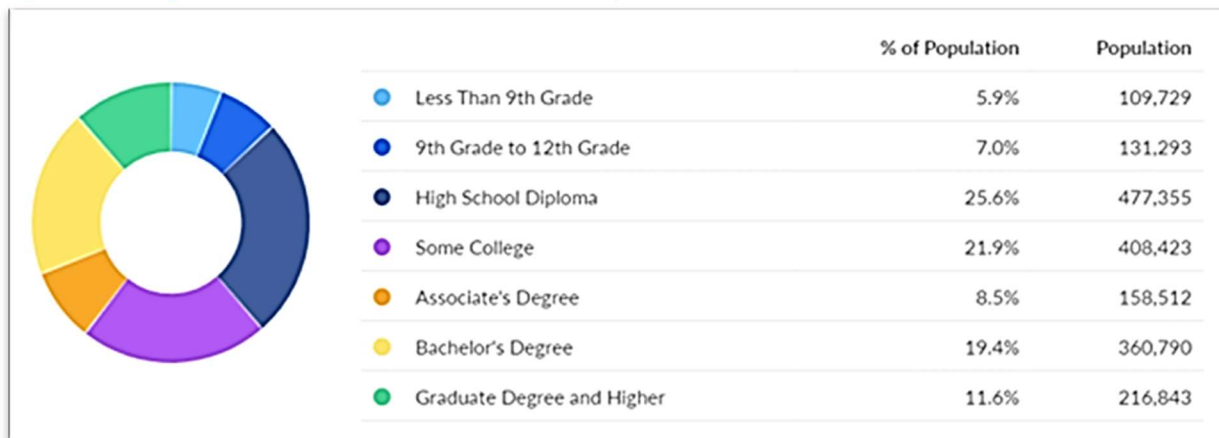 % of Population Population
Less Than 9th Grade 5.9% 109,729
9th Grade to 12th Grade 7.0% 131,293
High School Diploma 25.6% 477,355
Some College 21.9% 408,423
Associate's Degree 8.5% 158,512
Bachelor's Degree 19.4% 360,790
Graduate Degree and Higher 11.6% 216,843